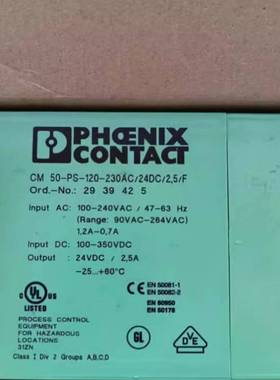 PHŒNIX
CONTACT
CM 50-PS-120-230AC/24DC/2,5/F
Ord.-No.: 29 39 42 5
Input AC: 100-240VAC / 47-63 Hz
(Range: 90VAC-264VAC)
1,2A-0,7A
Input DC: 100-350VDC
Output : 24VDC / 2,5A
-25...+60°C
c UL us
LISTED
PROCESS CONTROL
EQUIPMENT
FOR HAZARDOUS
LOCATIONS
31ZN
Class I Div 2 Groups A,B,C,D
GL
EN 50081-1
EN 50082-2
EN 60950
EN 50178
VDE